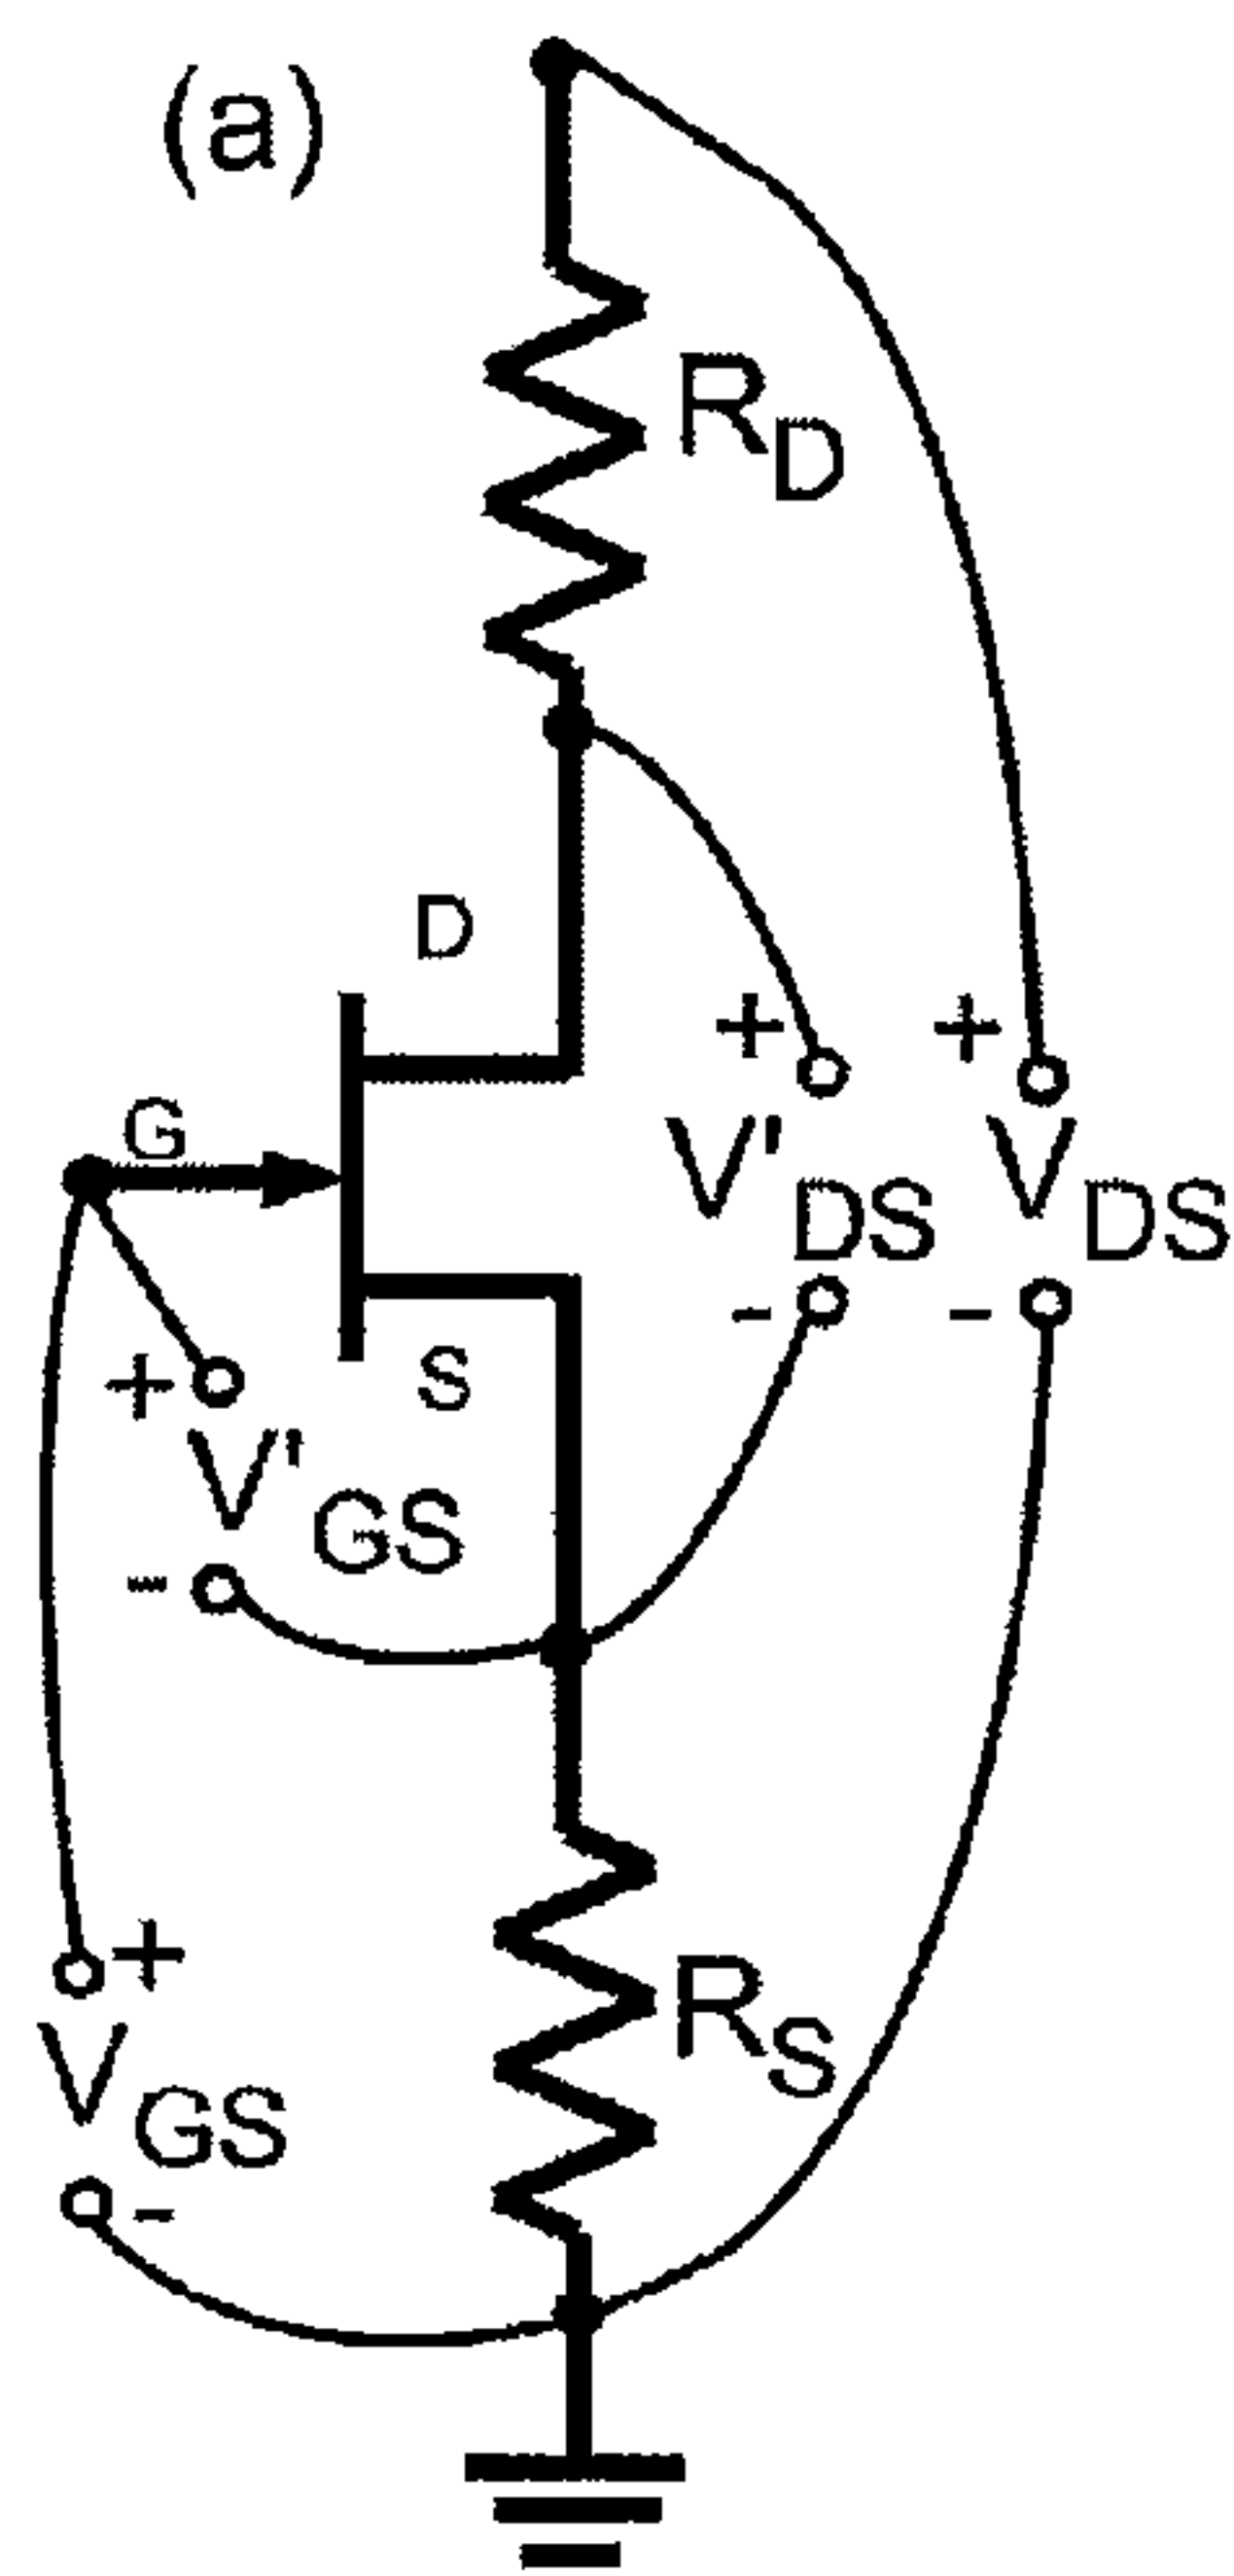 (a)
R_D
D
G
+ +
V'_DS V_DS
- -
S
+
V'_GS
-
+
R_S
V_GS
-